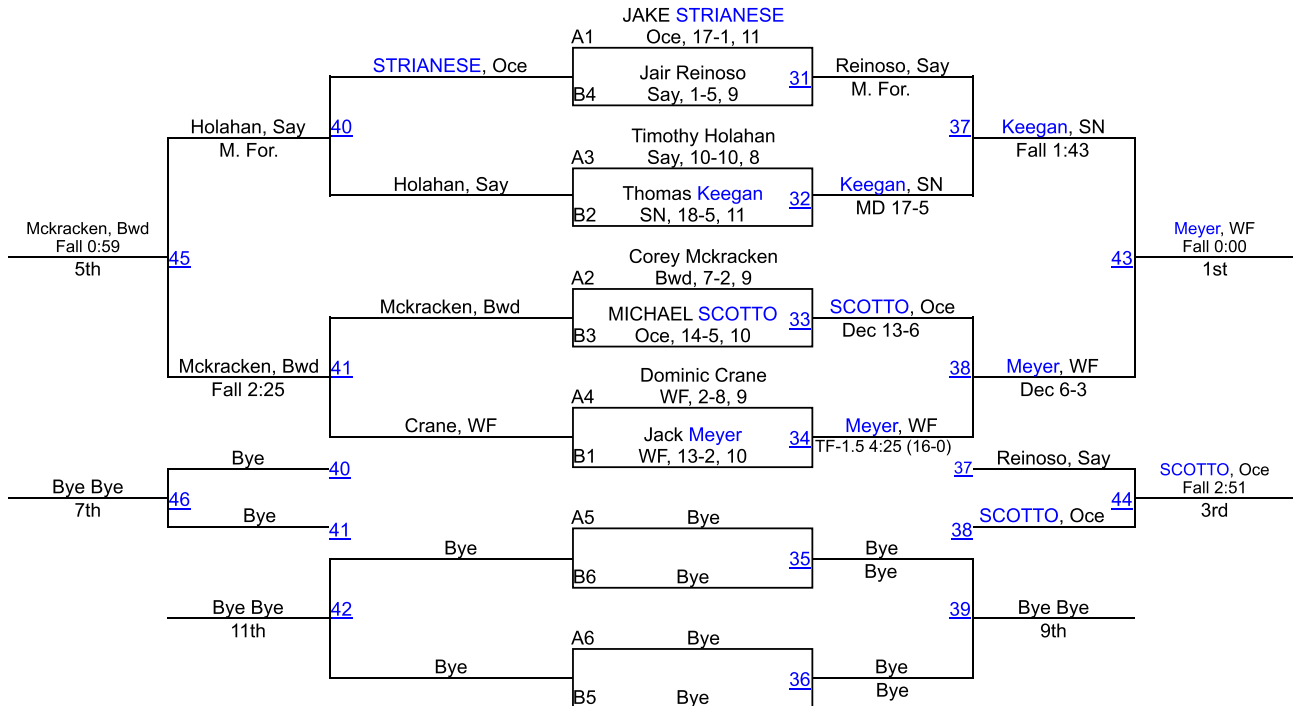 JAKE STRIANESE
A1 Oce, 17-1, 11
STRIANESE, Oce
Jair Reinoso
31
Reinoso, Say
B4 Say, 1-5, 9
M. For.
Holahan, Say
40
M. For.
Timothy Holahan
37
Keegan, SN
Fall 1:43
A3 Say, 10-10, 8
Holahan, Say
Thomas Keegan
32
Keegan, SN
B2 SN, 18-5, 11
MD 17-5
Mckracken, Bwd
Fall 0:59
45
5th
Meyer, WF
Fall 0:00
43
1st
Corey Mckracken
A2 Bwd, 7-2, 9
Mckracken, Bwd
MICHAEL SCOTTO
33
SCOTTO, Oce
B3 Oce, 14-5, 10
Dec 13-6
Mckracken, Bwd
41
Fall 2:25
Dominic Crane
38
Meyer, WF
Dec 6-3
A4 WF, 2-8, 9
Crane, WF
Jack Meyer
34
Meyer, WF
B1 WF, 13-2, 10
TF-1.5 4:25 (16-0)
Bye
40
37
Reinoso, Say
Bye Bye
46
7th
SCOTTO, Oce
Fall 2:51
44
3rd
Bye
41
38
SCOTTO, Oce
A5 Bye
Bye
35
Bye
B6 Bye
Bye
Bye Bye
42
11th
39
Bye Bye
9th
A6 Bye
Bye
36
Bye
B5 Bye
Bye